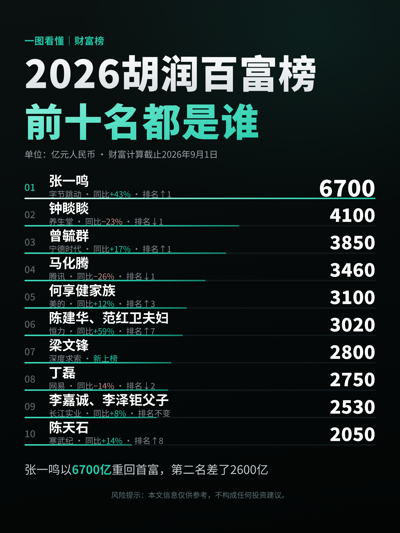 一图看懂｜财富榜
2026胡润百富榜
前十名都是谁
单位：亿元人民币 • 财富计算截止2026年9月1日
01 张一鸣 6700
字节跳动 • 同比+43% • 排名↑1
02 钟睒睒 4100
养生堂 • 同比−23% • 排名↓1
03 曾毓群 3850
宁德时代 • 同比+17% • 排名↑1
04 马化腾 3460
腾讯 • 同比−26% • 排名↓1
05 何享健家族 3100
美的 • 同比+12% • 排名↑3
06 陈建华、范红卫夫妇 3020
恒力 • 同比+59% • 排名↑7
07 梁文锋 2800
深度求索 • 新上榜
08 丁磊 2750
网易 • 同比−14% • 排名↓2
09 李嘉诚、李泽钜父子 2530
长江实业 • 同比+8% • 排名不变
10 陈天石 2050
寒武纪 • 同比+14% • 排名↑8
张一鸣以6700亿重回首富，第二名差了2600亿
风险提示：本文信息仅供参考，不构成任何投资建议。